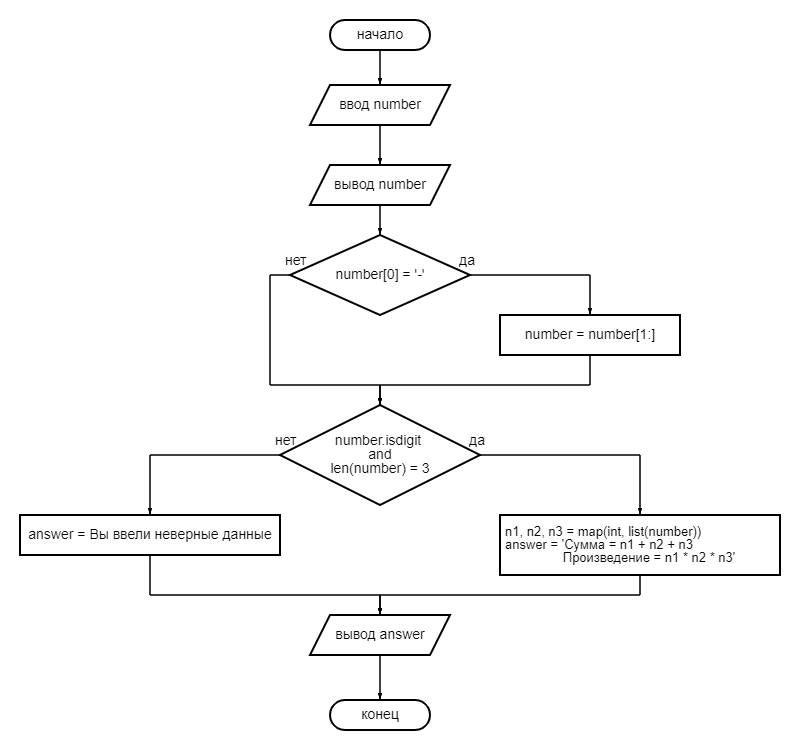 начало
ввод number
вывод number
нет
да
number[0] = '-'
number = number[1:]
нет
да
number.isdigit
and
len(number) = 3
answer = Вы ввели неверные данные
n1, n2, n3 = map(int, list(number))
answer = 'Сумма = n1 + n2 + n3
Произведение = n1 * n2 * n3'
вывод answer
конец